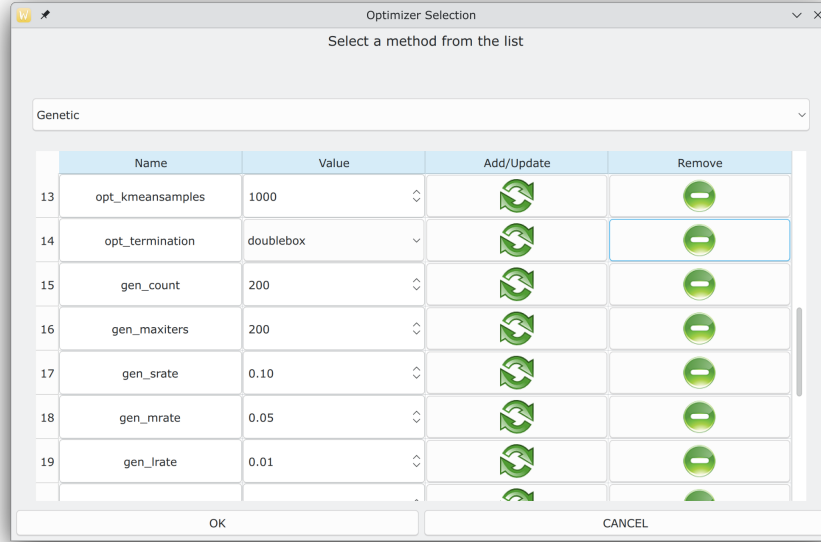 W
Optimizer Selection
Select a method from the list
Genetic
Name Value Add/Update Remove
13 opt_kmeansamples 1000
14 opt_termination doublebox
15 gen_count 200
16 gen_maxiters 200
17 gen_srate 0.10
18 gen_mrate 0.05
19 gen_lrate 0.01
OK CANCEL